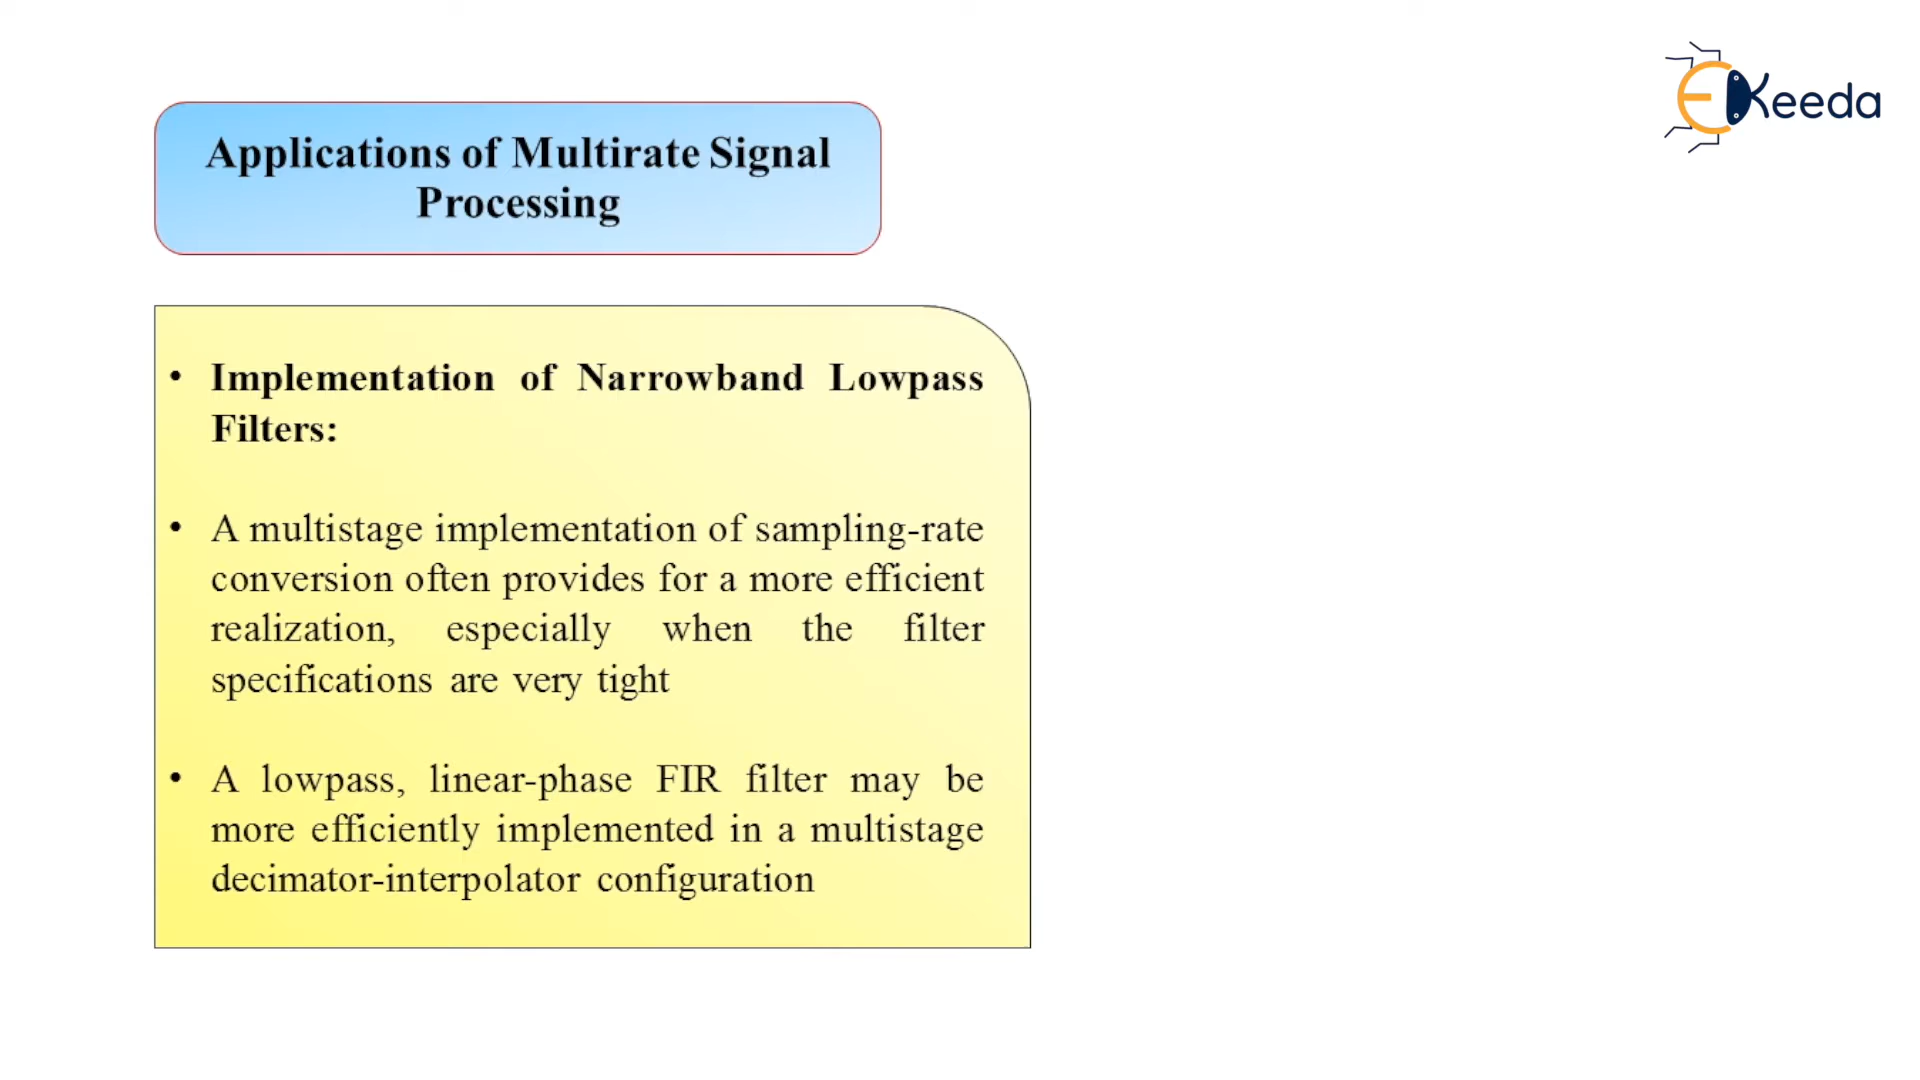 EKeeda
Applications of Multirate Signal
Processing
• Implementation of Narrowband Lowpass
Filters:
• A multistage implementation of sampling-rate
conversion often provides for a more efficient
realization, especially when the filter
specifications are very tight
• A lowpass, linear-phase FIR filter may be
more efficiently implemented in a multistage
decimator-interpolator configuration